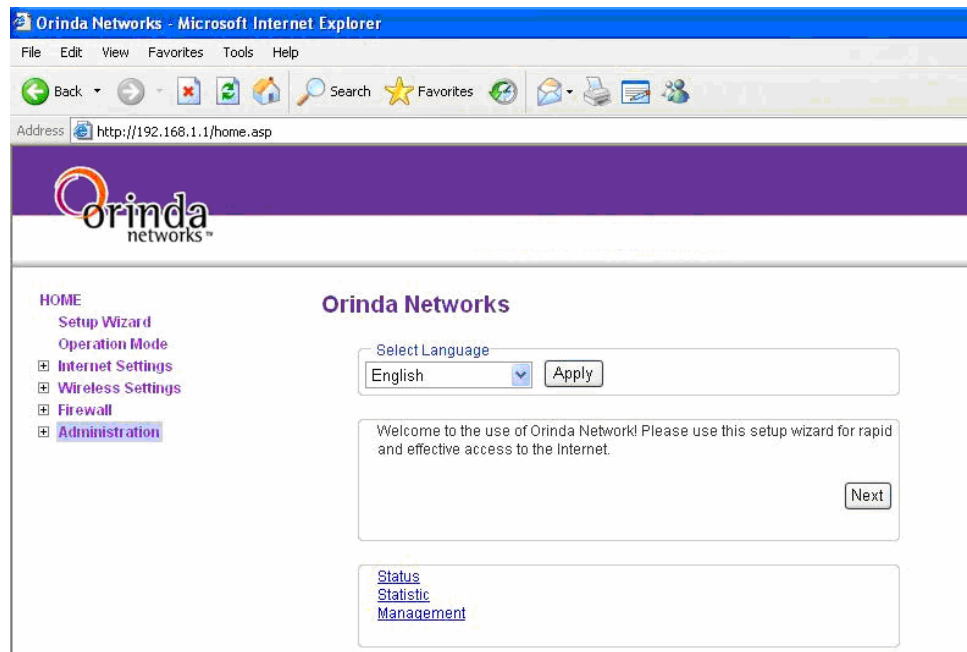 Orinda Networks - Microsoft Internet Explorer
File Edit View Favorites Tools Help
Back Search Favorites
Address http://192.168.1.1/home.asp
orinda
networks™
HOME
Setup Wizard
Operation Mode
Internet Settings
Wireless Settings
Firewall
Administration
Orinda Networks
Select Language
English Apply
Welcome to the use of Orinda Network! Please use this setup wizard for rapid
and effective access to the Internet.
Next
Status
Statistic
Management